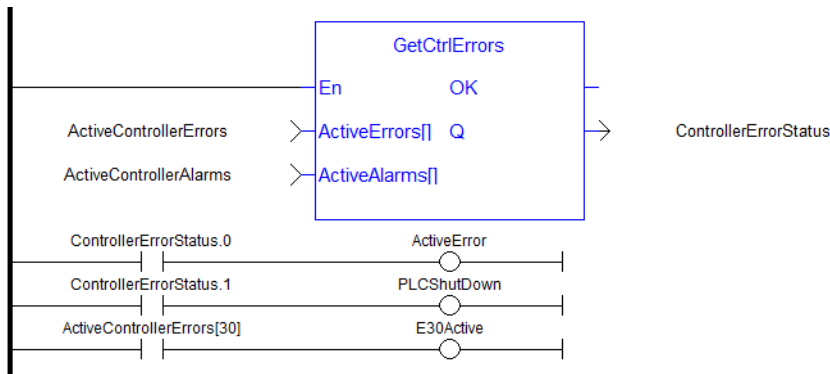 GetCtrlErrors
En OK
ActiveControllerErrors ActiveErrors[] Q ControllerErrorStatus
ActiveControllerAlarms ActiveAlarms[]
ControllerErrorStatus.0 ActiveError
ControllerErrorStatus.1 PLCShutDown
ActiveControllerErrors[30] E30Active